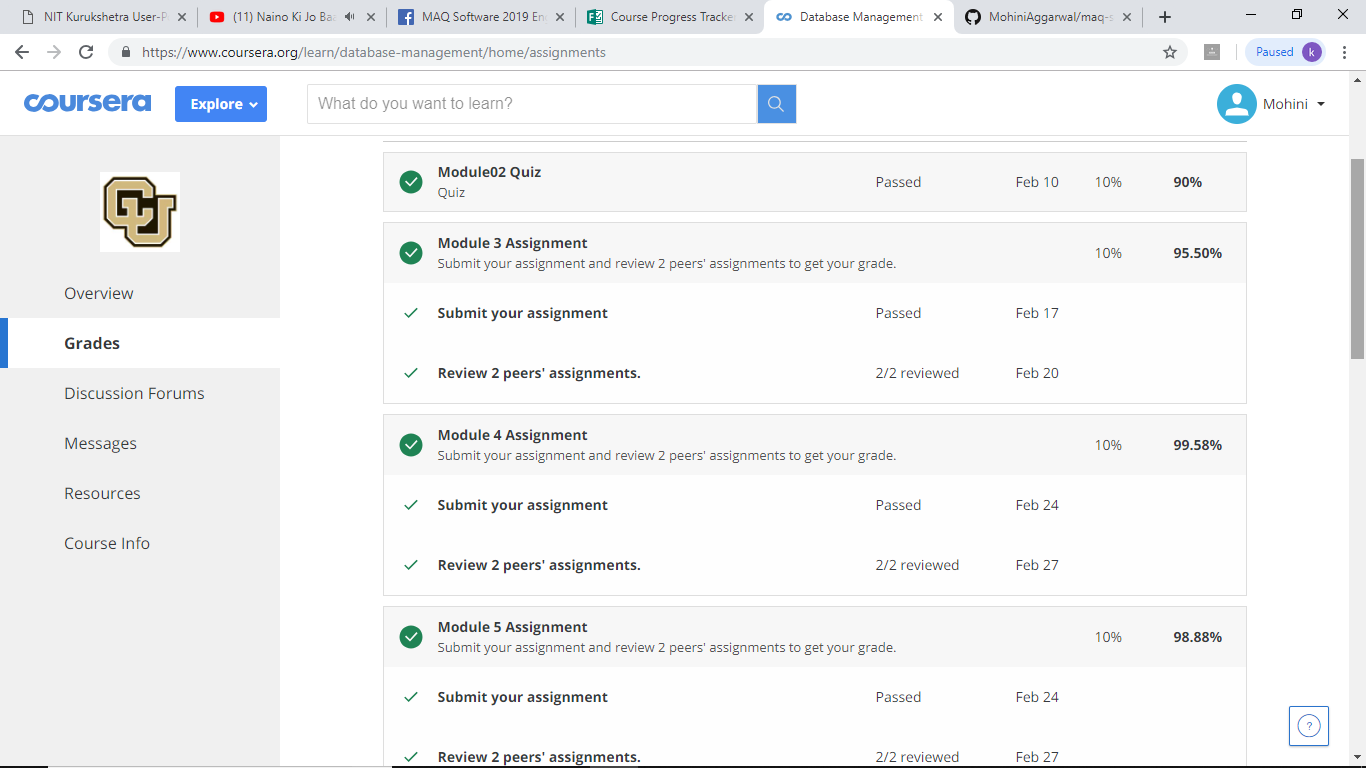 NIT Kurukshetra User-P
(11) Naino Ki Jo Baa
MAQ Software 2019 En
Course Progress Tracke
Database Management
MohiniAggarwal/maq-s
https://www.coursera.org/learn/database-management/home/assignments
Paused k
coursera
Explore
What do you want to learn?
Mohini
CU
Overview
Grades
Discussion Forums
Messages
Resources
Course Info
Module02 Quiz
Quiz
Passed Feb 10 10% 90%
Module 3 Assignment
Submit your assignment and review 2 peers' assignments to get your grade.
10% 95.50%
Submit your assignment Passed Feb 17
Review 2 peers' assignments. 2/2 reviewed Feb 20
Module 4 Assignment
Submit your assignment and review 2 peers' assignments to get your grade.
10% 99.58%
Submit your assignment Passed Feb 24
Review 2 peers' assignments. 2/2 reviewed Feb 27
Module 5 Assignment
Submit your assignment and review 2 peers' assignments to get your grade.
10% 98.88%
Submit your assignment Passed Feb 24
Review 2 peers' assignments. 2/2 reviewed Feb 27
?